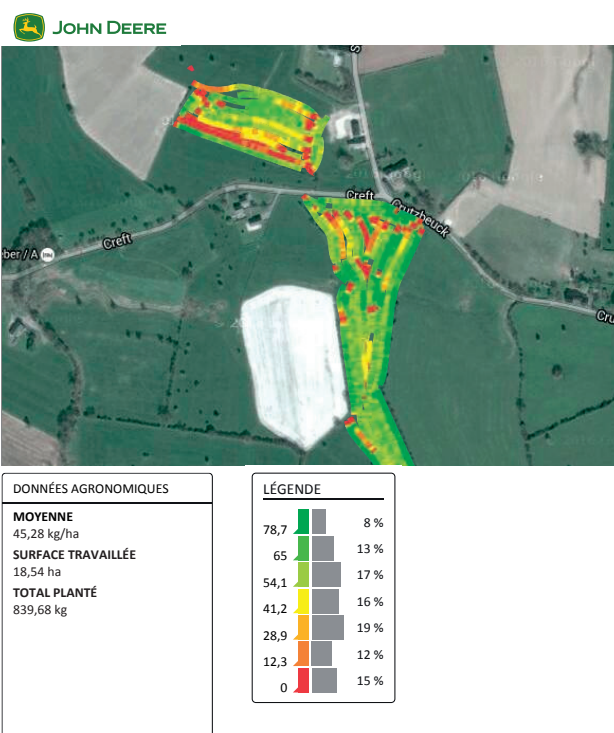 JOHN DEERE
Creft
Crutzbeuck
Creft
ber / A
Cru
DONNÉES AGRONOMIQUES
MOYENNE
45,28 kg/ha
SURFACE TRAVAILLÉE
18,54 ha
TOTAL PLANTÉ
839,68 kg
LÉGENDE
78,7 8 %
65 13 %
54,1 17 %
41,2 16 %
28,9 19 %
12,3 12 %
0 15 %